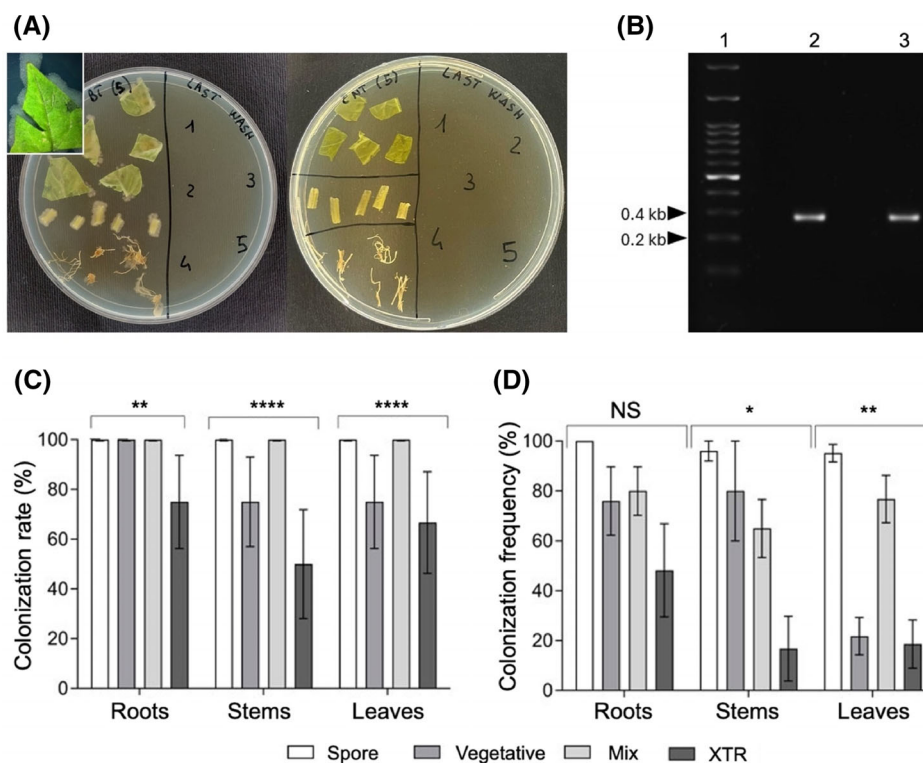 (A)
BT (5)
LAST WASH
1
2
3
4
5
CNT (5)
LAST WASH
1
2
3
4
5
(B)
1 2 3
0.4 kb
0.2 kb
(C)
** **** ****
Colonization rate (%)
100
80
60
40
20
0
Roots Stems Leaves
(D)
NS * **
Colonization frequency (%)
100
80
60
40
20
0
Roots Stems Leaves
Spore Vegetative Mix XTR